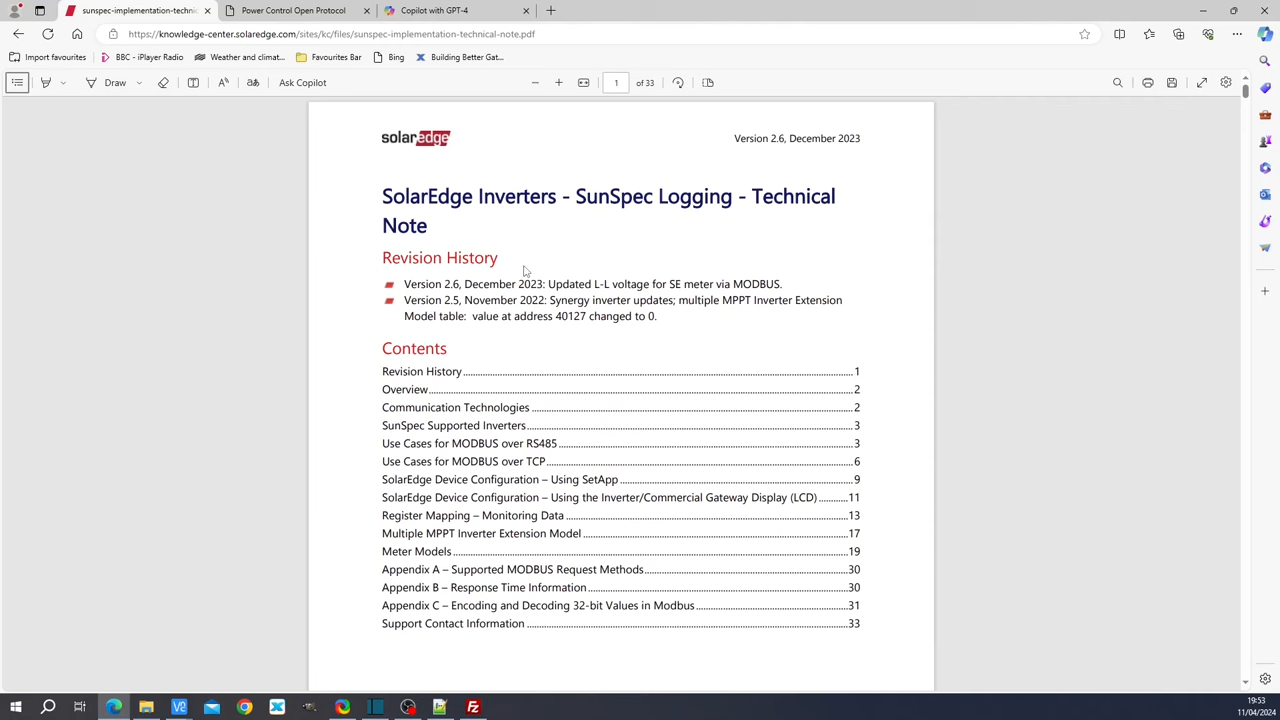 sunspec-implementation-technic
Power Control Open Protocol
Copilot with GPT-4
https://knowledge-center.solaredge.com/sites/kc/files/sunspec-implementation-technical-note.pdf
Import favourites
BBC - iPlayer Radio
Weather and climat...
Favourites Bar
Bing
Building Better Gat...
Draw
aあ
Ask Copilot
1 of 33
solaredge
Version 2.6, December 2023
SolarEdge Inverters - SunSpec Logging - Technical
Note
Revision History
Version 2.6, December 2023: Updated L-L voltage for SE meter via MODBUS.
Version 2.5, November 2022: Synergy inverter updates; multiple MPPT Inverter Extension
Model table: value at address 40127 changed to 0.
Contents
Revision History 1
Overview 2
Communication Technologies 2
SunSpec Supported Inverters 3
Use Cases for MODBUS over RS485 3
Use Cases for MODBUS over TCP 6
SolarEdge Device Configuration – Using SetApp 9
SolarEdge Device Configuration – Using the Inverter/Commercial Gateway Display (LCD) 11
Register Mapping – Monitoring Data 13
Multiple MPPT Inverter Extension Model 17
Meter Models 19
Appendix A – Supported MODBUS Request Methods 30
Appendix B – Response Time Information 30
Appendix C – Encoding and Decoding 32-bit Values in Modbus 31
Support Contact Information 33
19:53
11/04/2024